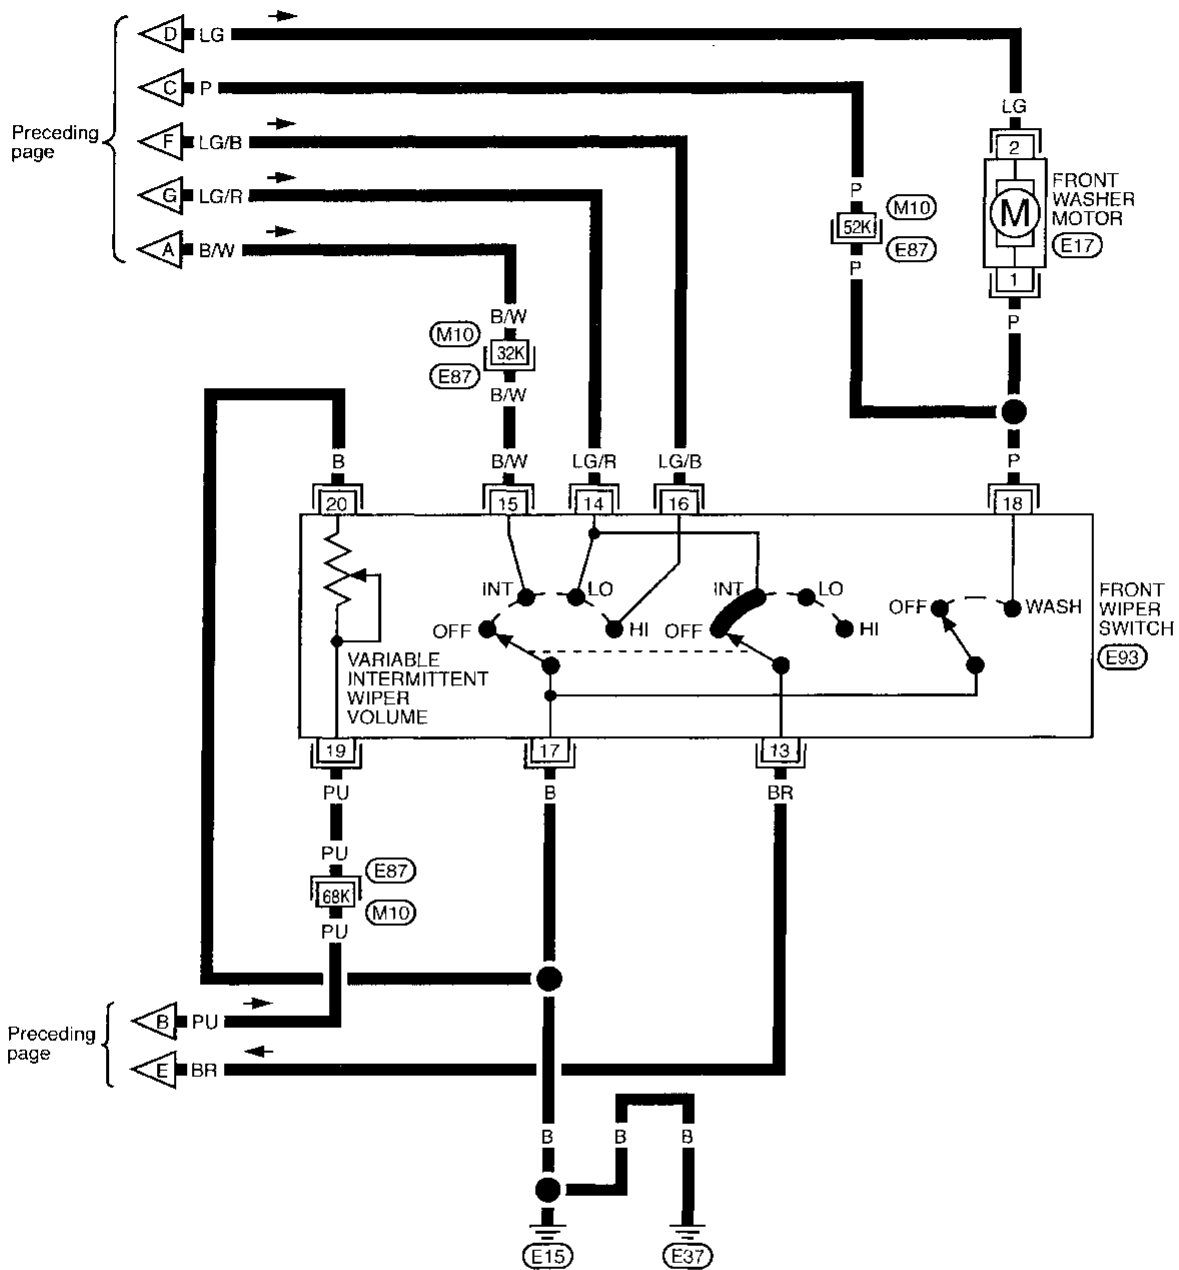 D LG
C P
F LG/B
G LG/R
A B/W
Preceding
page
LG
2
FRONT
WASHER
MOTOR
M
E17
1
P
P
M10
52K
E87
P
B/W
M10
32K
E87
B/W
B
B/W
LG/R
LG/B
P
20
15
14
16
18
INT
LO
OFF
HI
INT
LO
OFF
HI
OFF
WASH
FRONT
WIPER
SWITCH
E93
VARIABLE
INTERMITTENT
WIPER
VOLUME
19
17
13
PU
B
BR
PU
E87
68K
M10
PU
Preceding
page
B PU
E BR
B
B
B
E15
E37